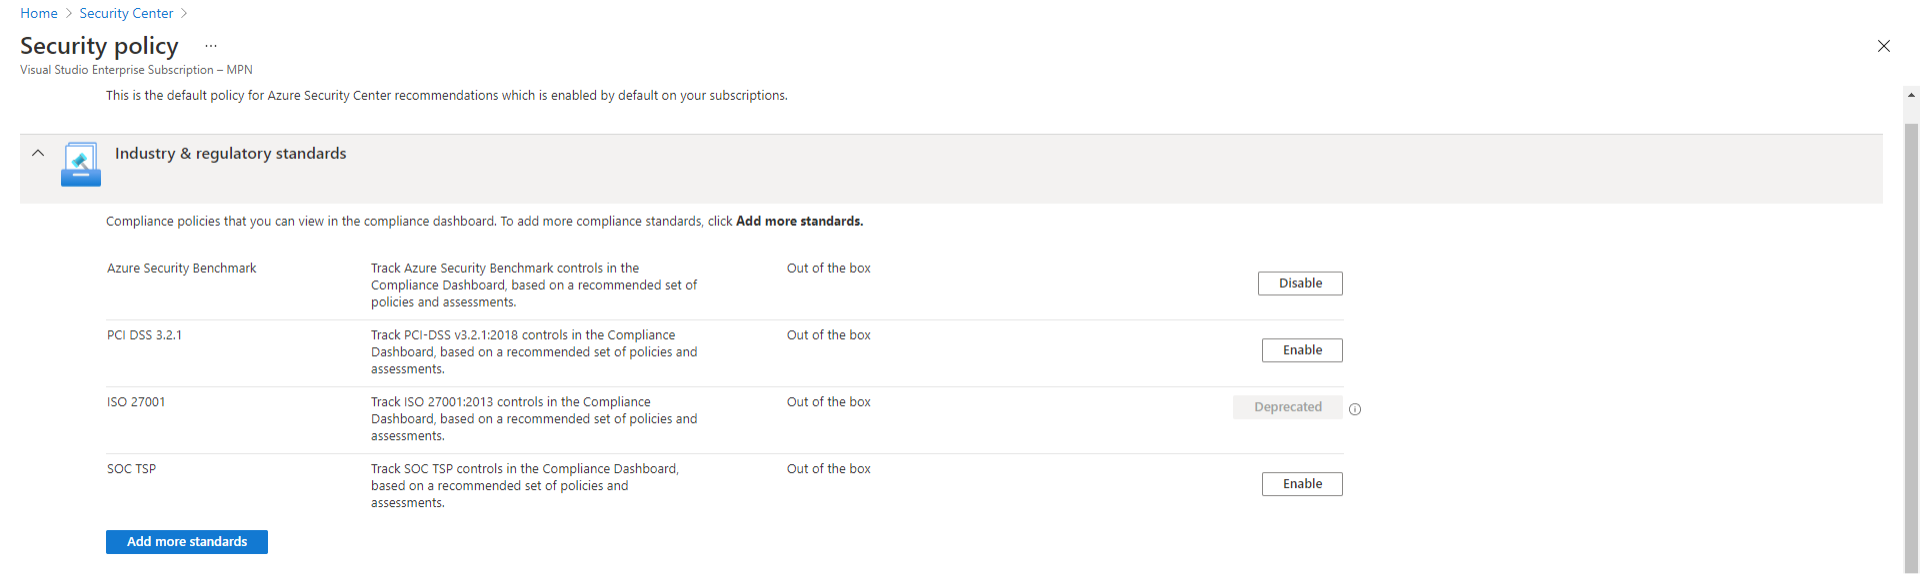 Home > Security Center >
Security policy ...
Visual Studio Enterprise Subscription – MPN
This is the default policy for Azure Security Center recommendations which is enabled by default on your subscriptions.
Industry & regulatory standards
Compliance policies that you can view in the compliance dashboard. To add more compliance standards, click Add more standards.
Azure Security Benchmark
Track Azure Security Benchmark controls in the
Compliance Dashboard, based on a recommended set of
policies and assessments.
Out of the box
Disable
PCI DSS 3.2.1
Track PCI-DSS v3.2.1:2018 controls in the Compliance
Dashboard, based on a recommended set of policies and
assessments.
Out of the box
Enable
ISO 27001
Track ISO 27001:2013 controls in the Compliance
Dashboard, based on a recommended set of policies and
assessments.
Out of the box
Deprecated
SOC TSP
Track SOC TSP controls in the Compliance Dashboard,
based on a recommended set of policies and
assessments.
Out of the box
Enable
Add more standards